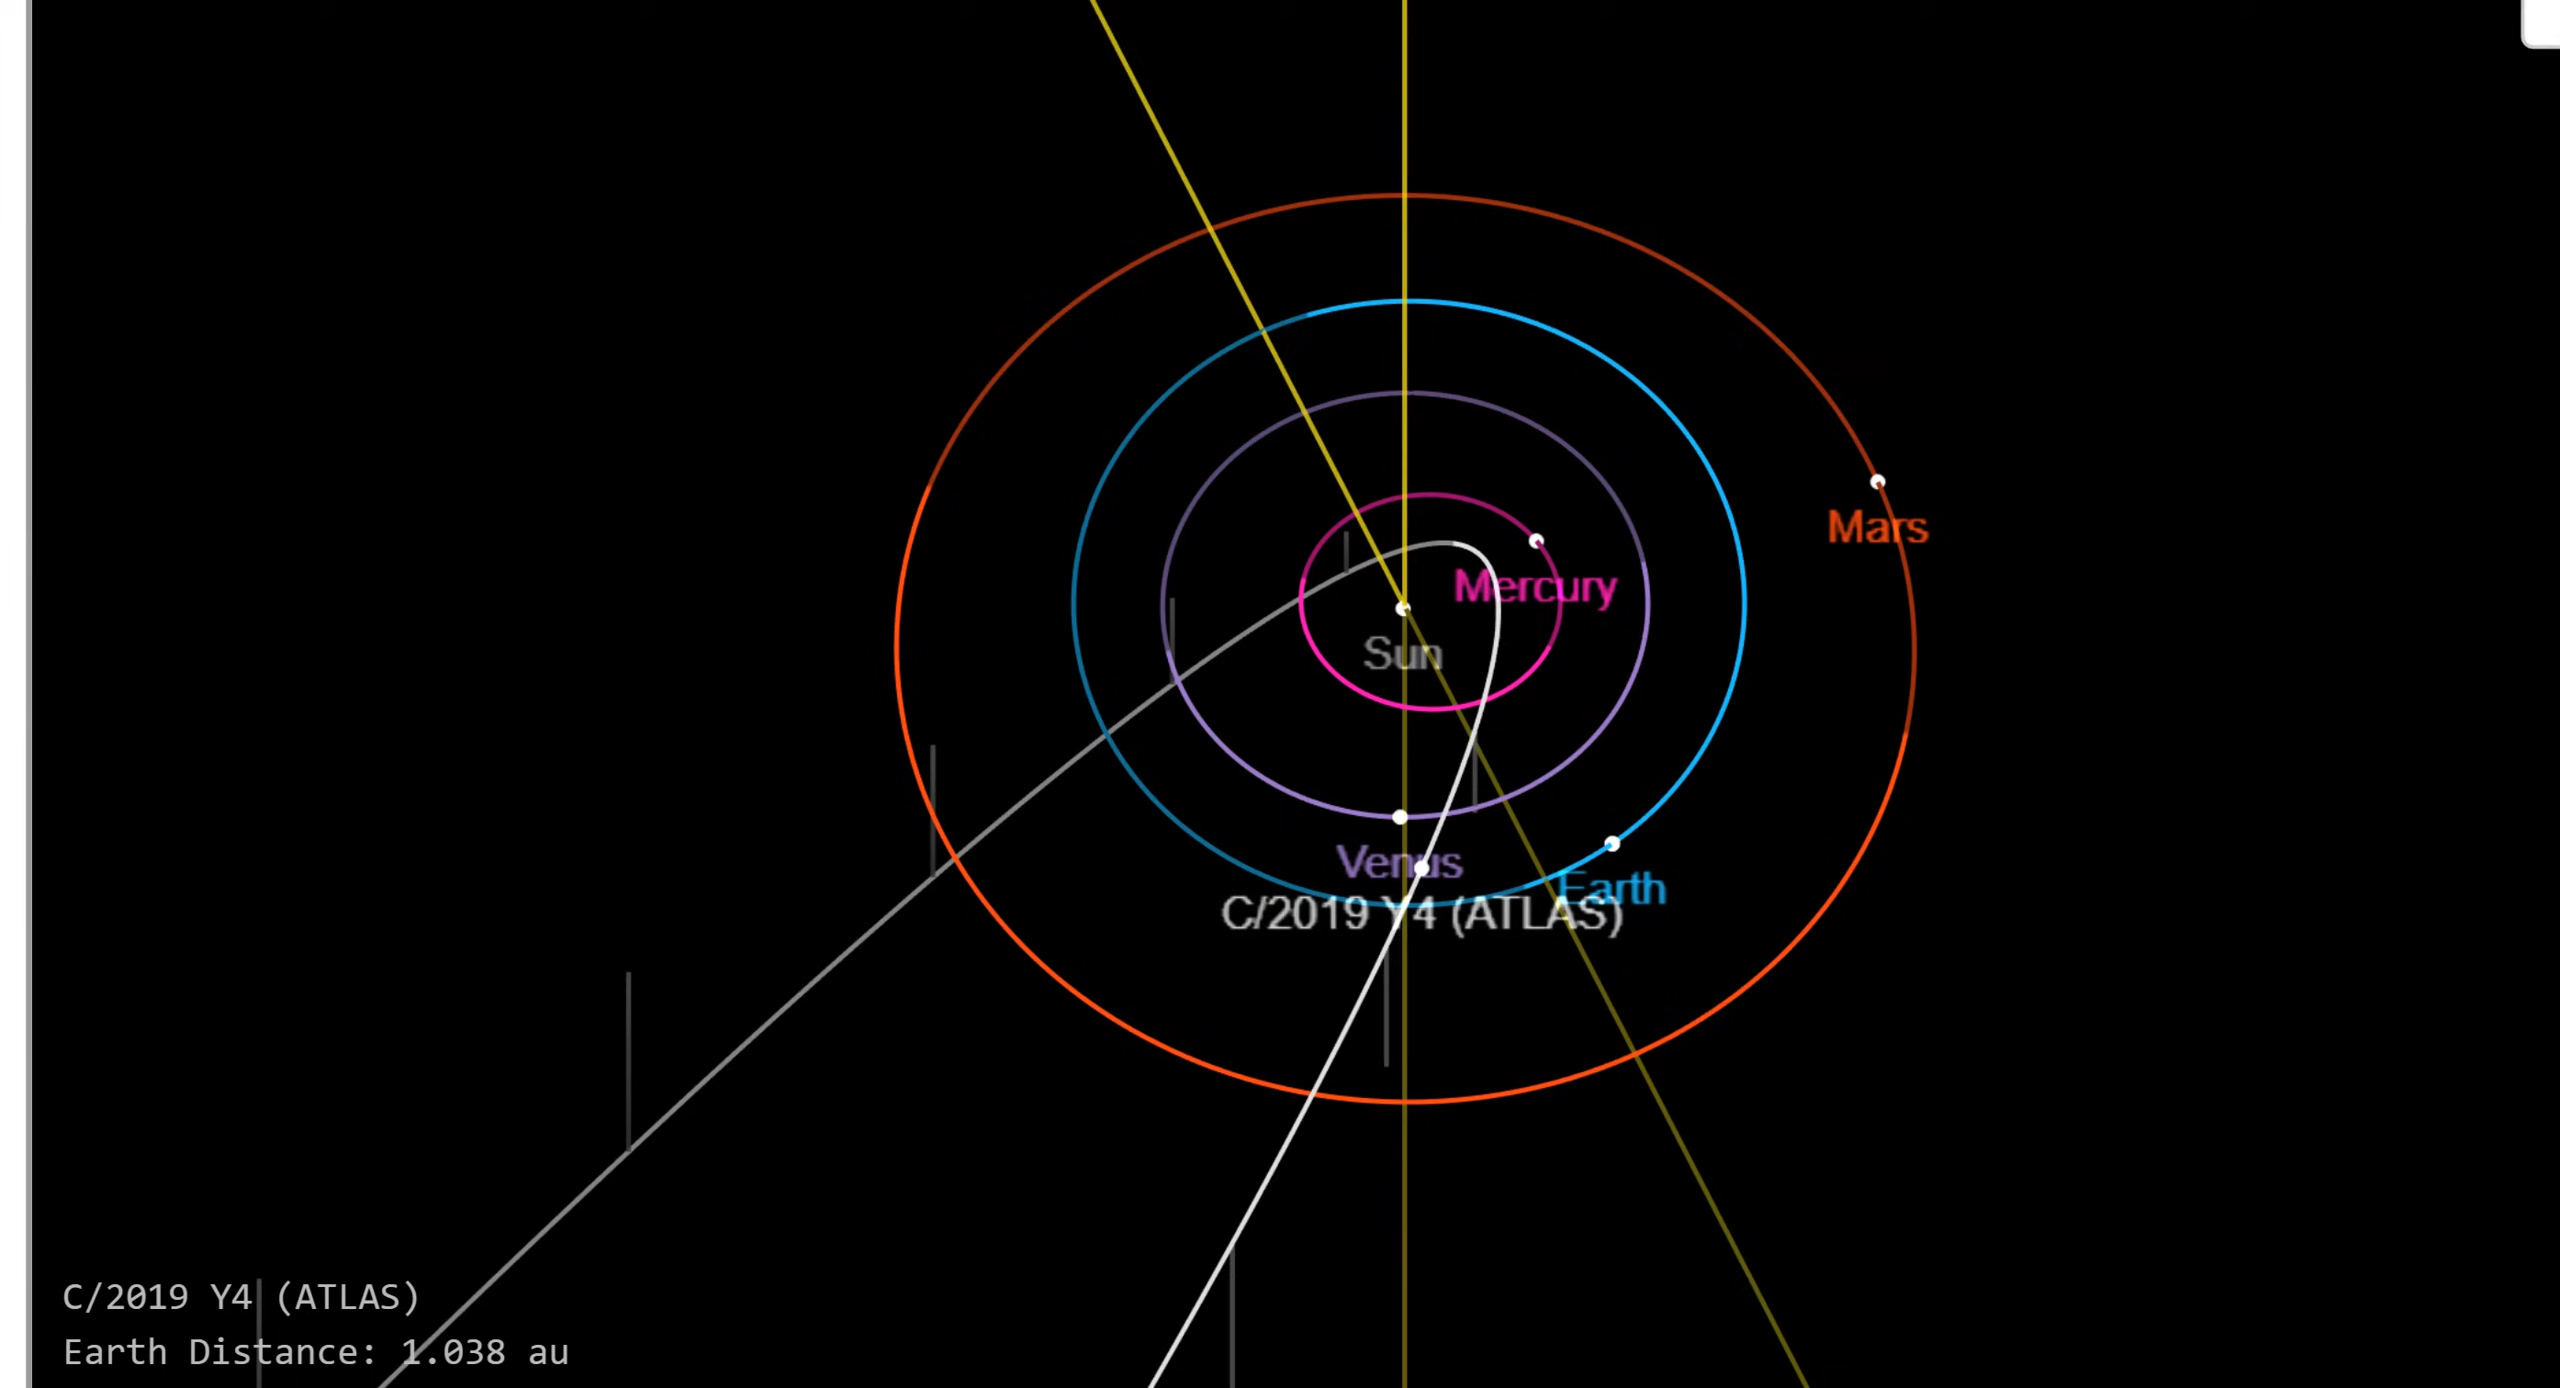 Mars
Mercury
Sun
Venus
Earth
C/2019 Y4 (ATLAS)
C/2019 Y4 (ATLAS)
Earth Distance: 1.038 au